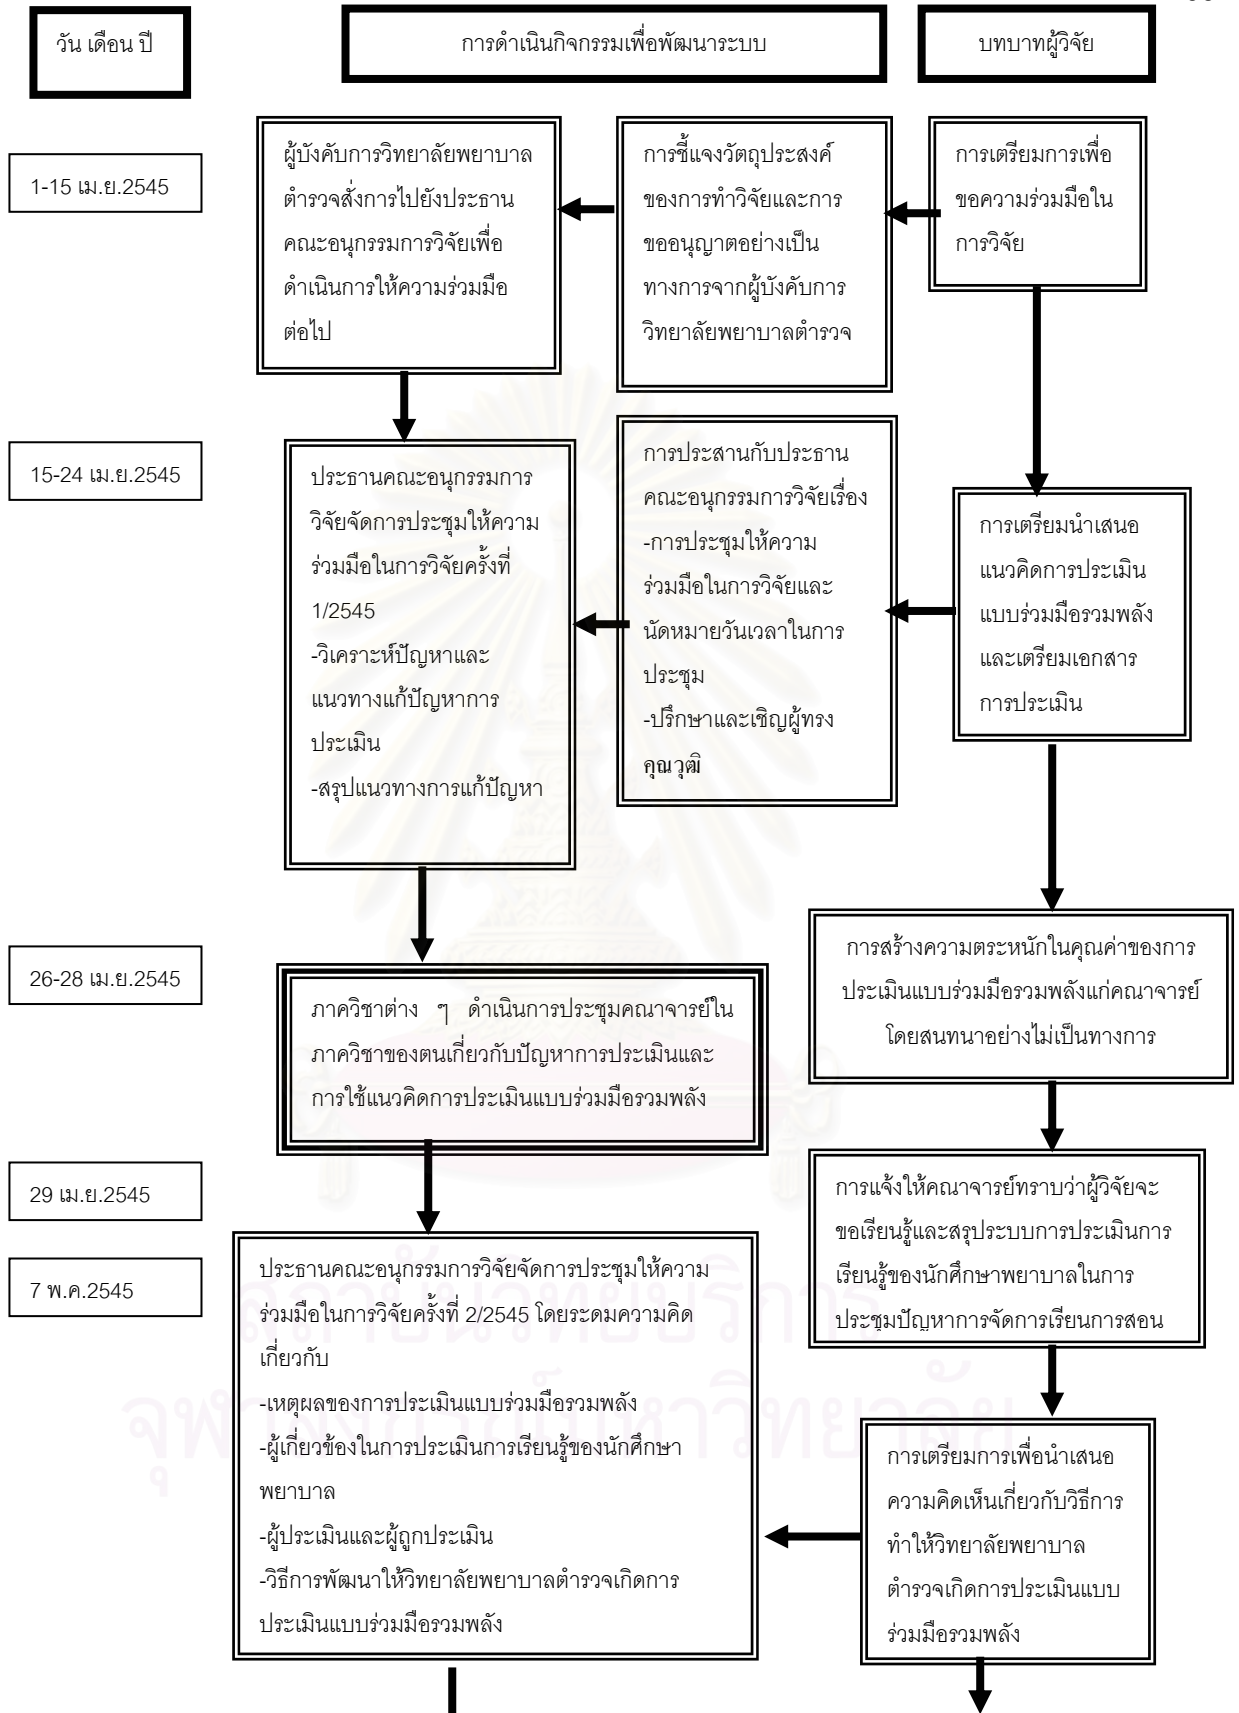 วัน เดือน ปี
การดำเนินกิจกรรมเพื่อพัฒนาระบบ
บทบาทผู้วิจัย
1-15 เม.ย.2545
ผู้บังคับการวิทยาลัยพยาบาล
ตำรวจสั่งการไปยังประธาน
คณะอนุกรรมการวิจัยเพื่อ
ดำเนินการให้ความร่วมมือ
ต่อไป
การชี้แจงวัตถุประสงค์
ของการทำวิจัยและการ
ขออนุญาตอย่างเป็น
ทางการจากผู้บังคับการ
วิทยาลัยพยาบาลตำรวจ
การเตรียมการเพื่อ
ขอความร่วมมือใน
การวิจัย
15-24 เม.ย.2545
ประธานคณะอนุกรรมการ
วิจัยจัดการประชุมให้ความ
ร่วมมือในการวิจัยครั้งที่
1/2545
-วิเคราะห์ปัญหาและ
แนวทางแก้ปัญหาการ
ประเมิน
-สรุปแนวทางการแก้ปัญหา
การประสานกับประธาน
คณะอนุกรรมการวิจัยเรื่อง
-การประชุมให้ความ
ร่วมมือในการวิจัยและ
นัดหมายวันเวลาในการ
ประชุม
-ปรึกษาและเชิญผู้ทรง
คุณวุฒิ
การเตรียมนำเสนอ
แนวคิดการประเมิน
แบบร่วมมือรวมพลัง
และเตรียมเอกสาร
การประเมิน
26-28 เม.ย.2545
ภาควิชาต่าง ๆ ดำเนินการประชุมคณาจารย์ใน
ภาควิชาของตนเกี่ยวกับปัญหาการประเมินและ
การใช้แนวคิดการประเมินแบบร่วมมือรวมพลัง
การสร้างความตระหนักในคุณค่าของการ
ประเมินแบบร่วมมือรวมพลังแก่คณาจารย์
โดยสนทนาอย่างไม่เป็นทางการ
29 เม.ย.2545
การแจ้งให้คณาจารย์ทราบว่าผู้วิจัยจะ
ขอเรียนรู้และสรุประบบการประเมินการ
เรียนรู้ของนักศึกษาพยาบาลในการ
ประชุมปัญหาการจัดการเรียนการสอน
7 พ.ค.2545
ประธานคณะอนุกรรมการวิจัยจัดการประชุมให้ความ
ร่วมมือในการวิจัยครั้งที่ 2/2545 โดยระดมความคิด
เกี่ยวกับ
-เหตุผลของการประเมินแบบร่วมมือรวมพลัง
-ผู้เกี่ยวข้องในการประเมินการเรียนรู้ของนักศึกษา
พยาบาล
-ผู้ประเมินและผู้ถูกประเมิน
-วิธีการพัฒนาให้วิทยาลัยพยาบาลตำรวจเกิดการ
ประเมินแบบร่วมมือรวมพลัง
การเตรียมการเพื่อนำเสนอ
ความคิดเห็นเกี่ยวกับวิธีการ
ทำให้วิทยาลัยพยาบาล
ตำรวจเกิดการประเมินแบบ
ร่วมมือรวมพลัง
สถาบันวิทยบริการ
จุฬาลงกรณ์มหาวิทยาลัย